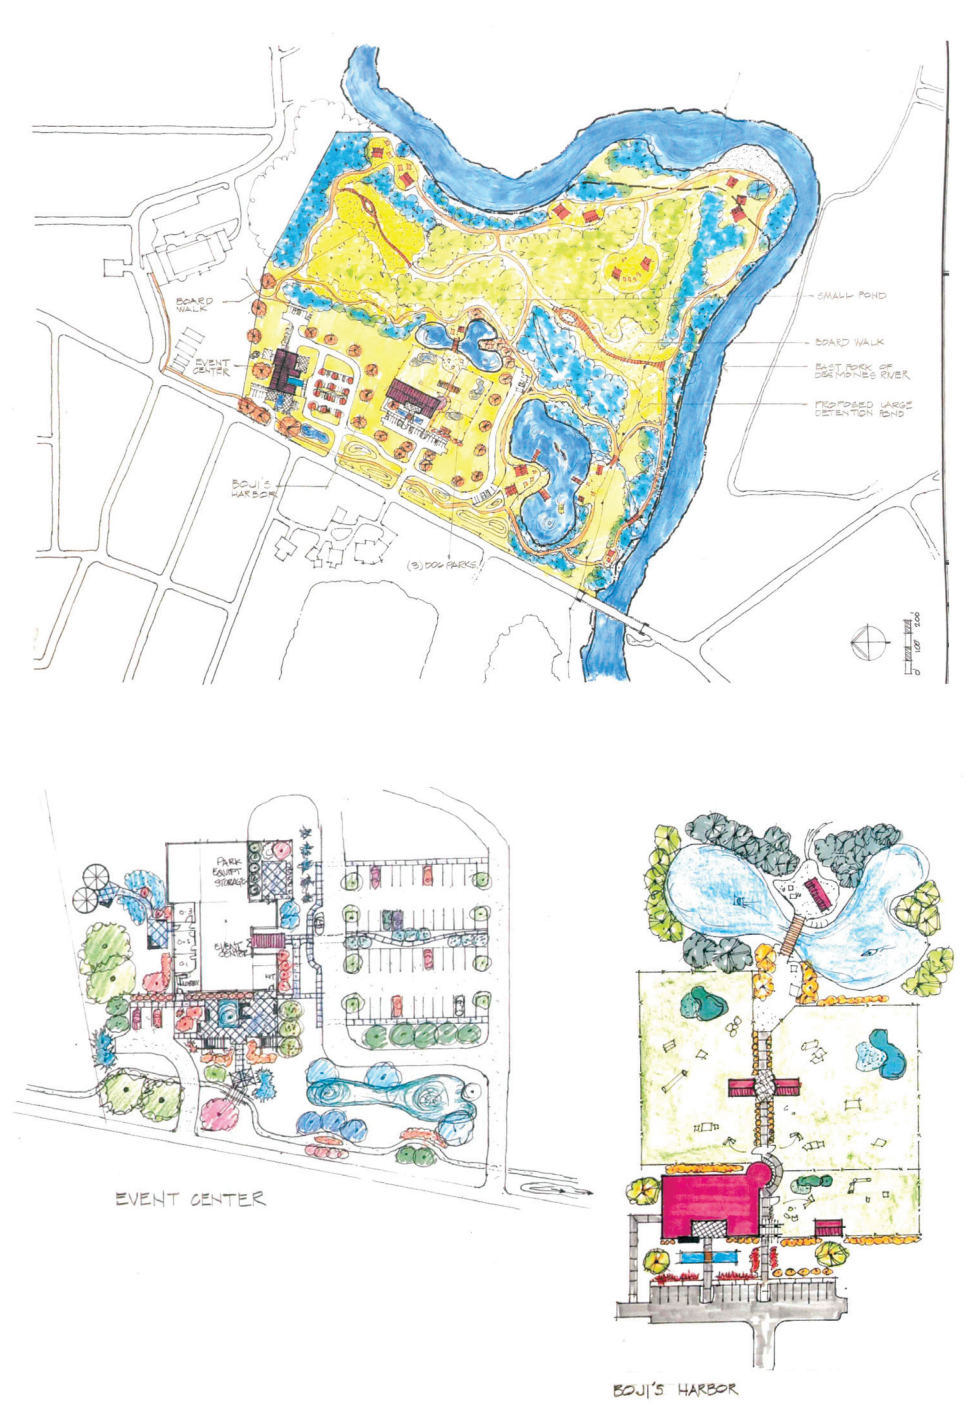 BOARD
WALK
EVENT
CENTER
BOJI'S
HARBOR
(3) DOG PARKS
SMALL POND
BOARD WALK
EAST FORK OF
DES MOINES RIVER
PROPOSED LARGE
DETENTION POND
0 100' 200'
PARK
EQUIPT
STORAGE
EVENT
CENTER
KIT
EVENT CENTER
BOJI'S HARBOR